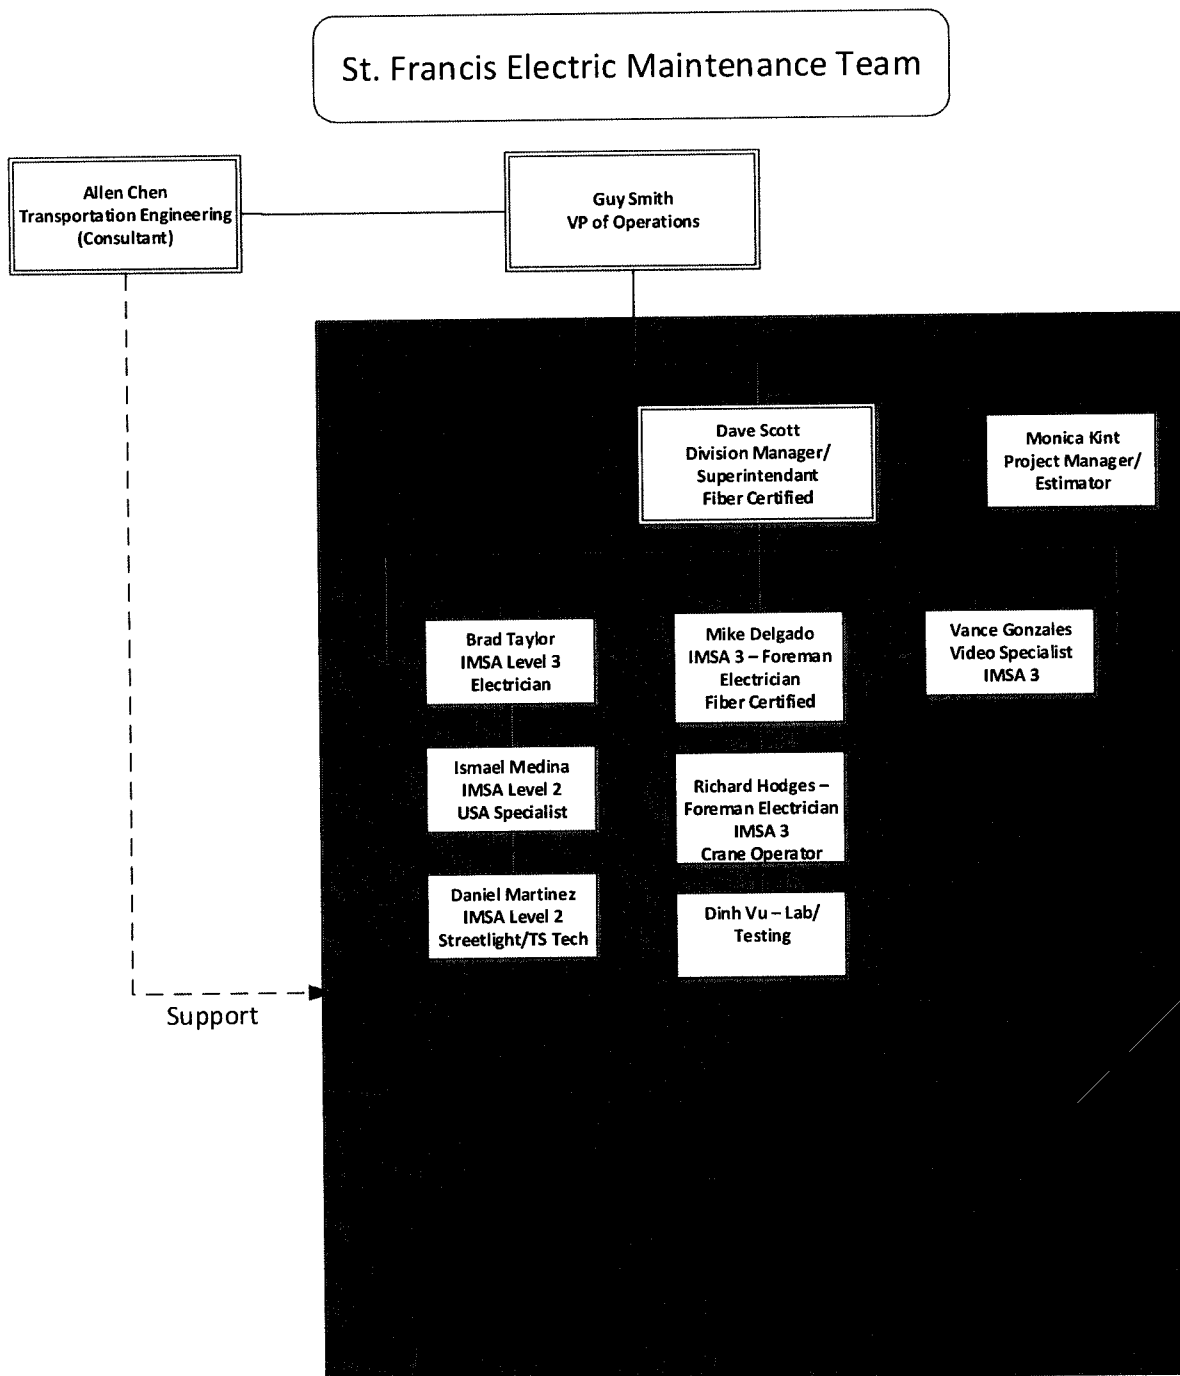 St. Francis Electric Maintenance Team
Allen Chen
Transportation Engineering
(Consultant)
Guy Smith
VP of Operations
Dave Scott
Division Manager/
Superintendant
Fiber Certified
Monica Kint
Project Manager/
Estimator
Brad Taylor
IMSA Level 3
Electrician
Mike Delgado
IMSA 3 – Foreman
Electrician
Fiber Certified
Vance Gonzales
Video Specialist
IMSA 3
Ismael Medina
IMSA Level 2
USA Specialist
Richard Hodges –
Foreman Electrician
IMSA 3
Crane Operator
Daniel Martinez
IMSA Level 2
Streetlight/TS Tech
Dinh Vu – Lab/
Testing
Support